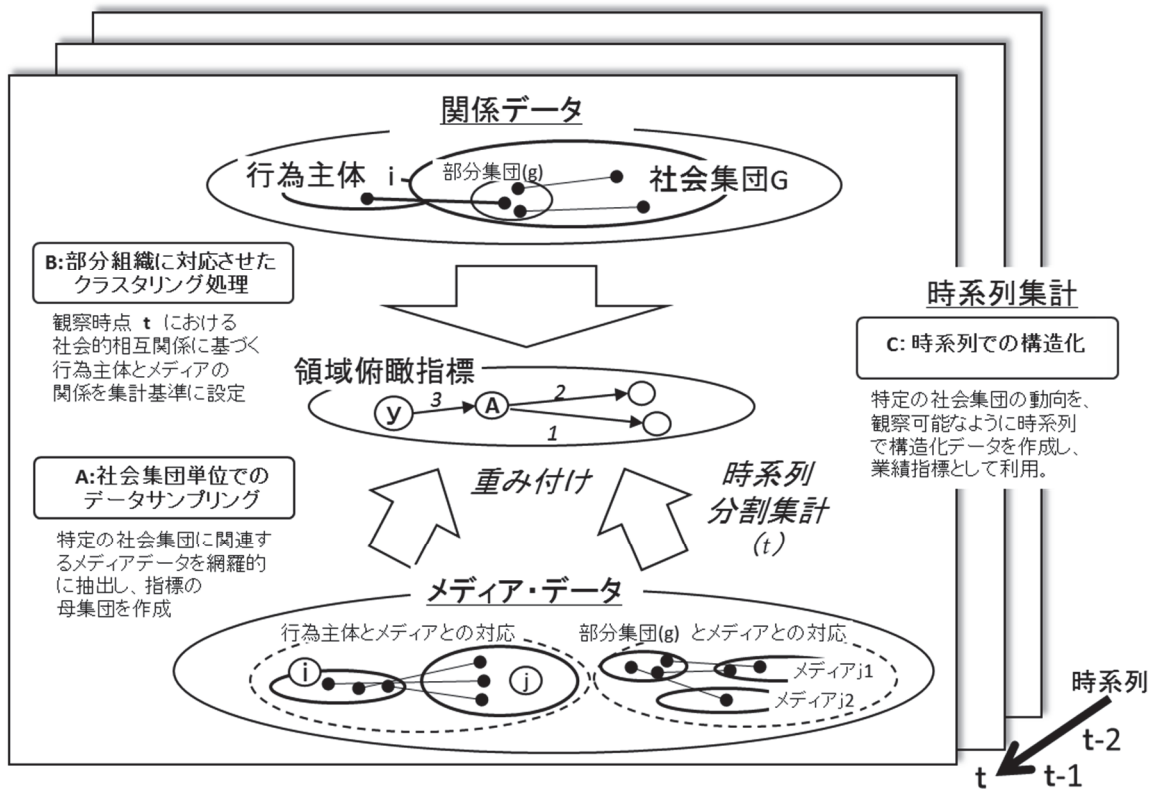 関係データ
行為主体 i
部分集団(g)
社会集団G
B:部分組織に対応させた
クラスタリング処理
観察時点 t における
社会的相互関係に基づく
行為主体とメディアの
関係を集計基準に設定
時系列集計
C: 時系列での構造化
特定の社会集団の動向を、
観察可能なように時系列
で構造化データを作成し、
業績指標として利用。
領域俯瞰指標
y
3
A
2
1
A:社会集団単位での
データサンプリング
特定の社会集団に関連す
るメディアデータを網羅的
に抽出し、指標の
母集団を作成
重み付け
時系列
分割集計
(t)
メディア・データ
行為主体とメディアとの対応
i
j
部分集団(g) とメディアとの対応
メディアj1
メディアj2
時系列
t-2
t-1
t